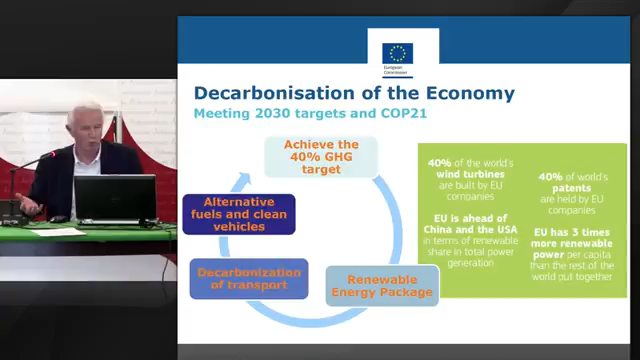 European
Commission
Decarbonisation of the Economy
Meeting 2030 targets and COP21
Achieve the
40% GHG
target
Alternative
fuels and clean
vehicles
Decarbonization
of transport
Renewable
Energy Package
40% of the world's
wind turbines
are built by EU
companies
EU is ahead of
China and the USA
in terms of renewable
share in total power
generation
40% of world's
patents
are held by EU
companies
EU has 3 times
more renewable
power per capita
than the rest of the
world put together